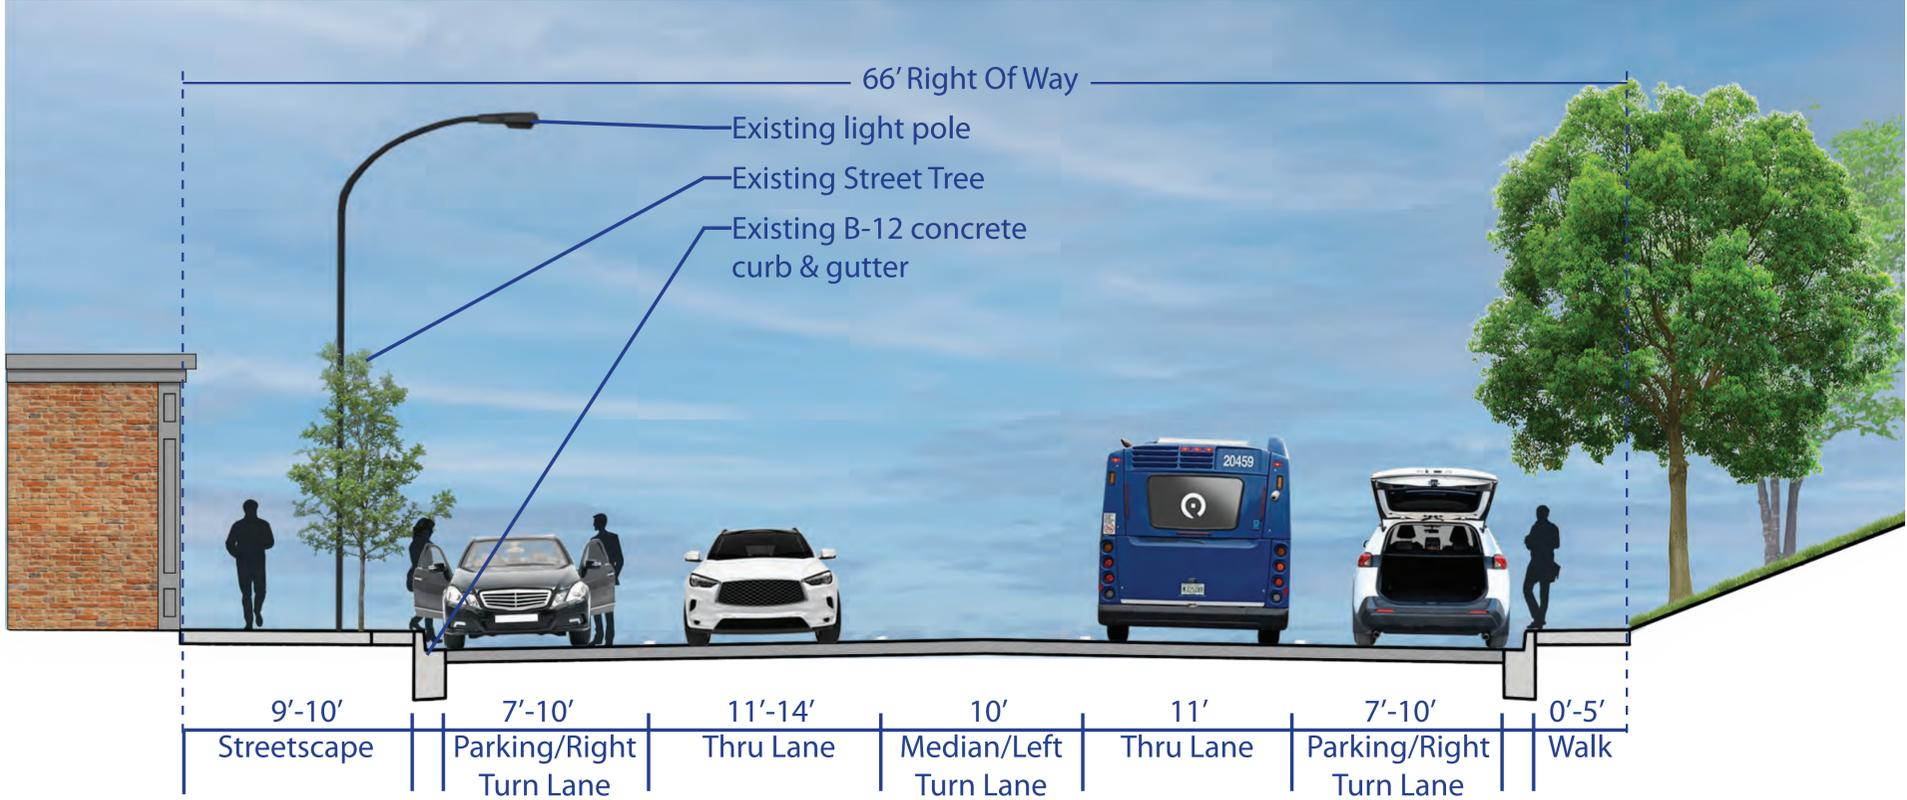 66’ Right Of Way
Existing light pole
Existing Street Tree
Existing B-12 concrete
curb & gutter
20459
9’-10’
7’-10’
11’-14’
10’
11’
7’-10’
0’-5’
Streetscape
Parking/Right
Turn Lane
Thru Lane
Median/Left
Turn Lane
Thru Lane
Parking/Right
Turn Lane
Walk